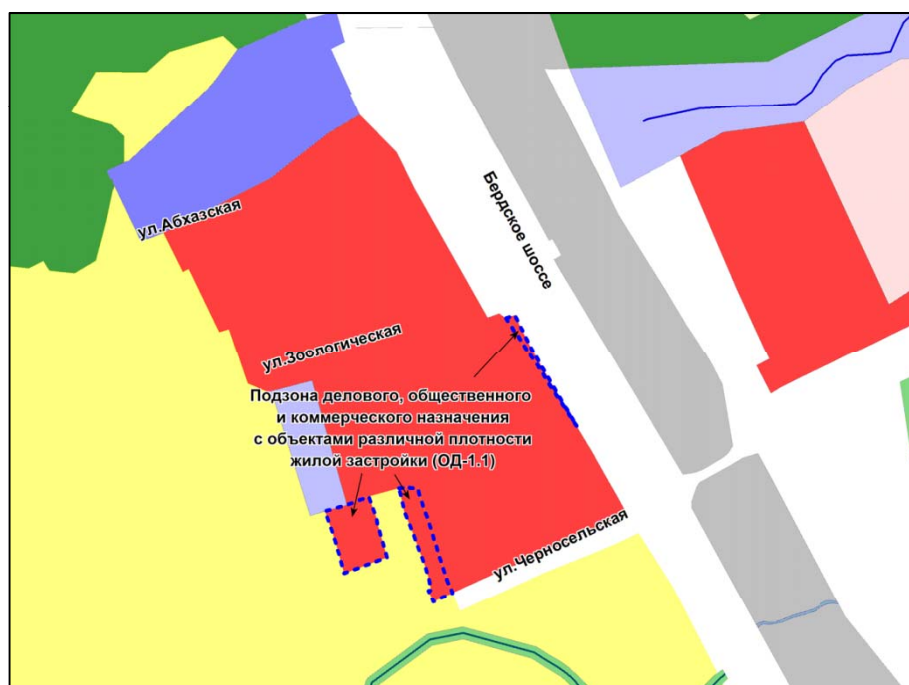 ул.Абхазская
Бердское шоссе
ул.Зоологическая
Подзона делового, общественного
и коммерческого назначения
с объектами различной плотности
жилой застройки (ОД-1.1)
ул.Черносельская